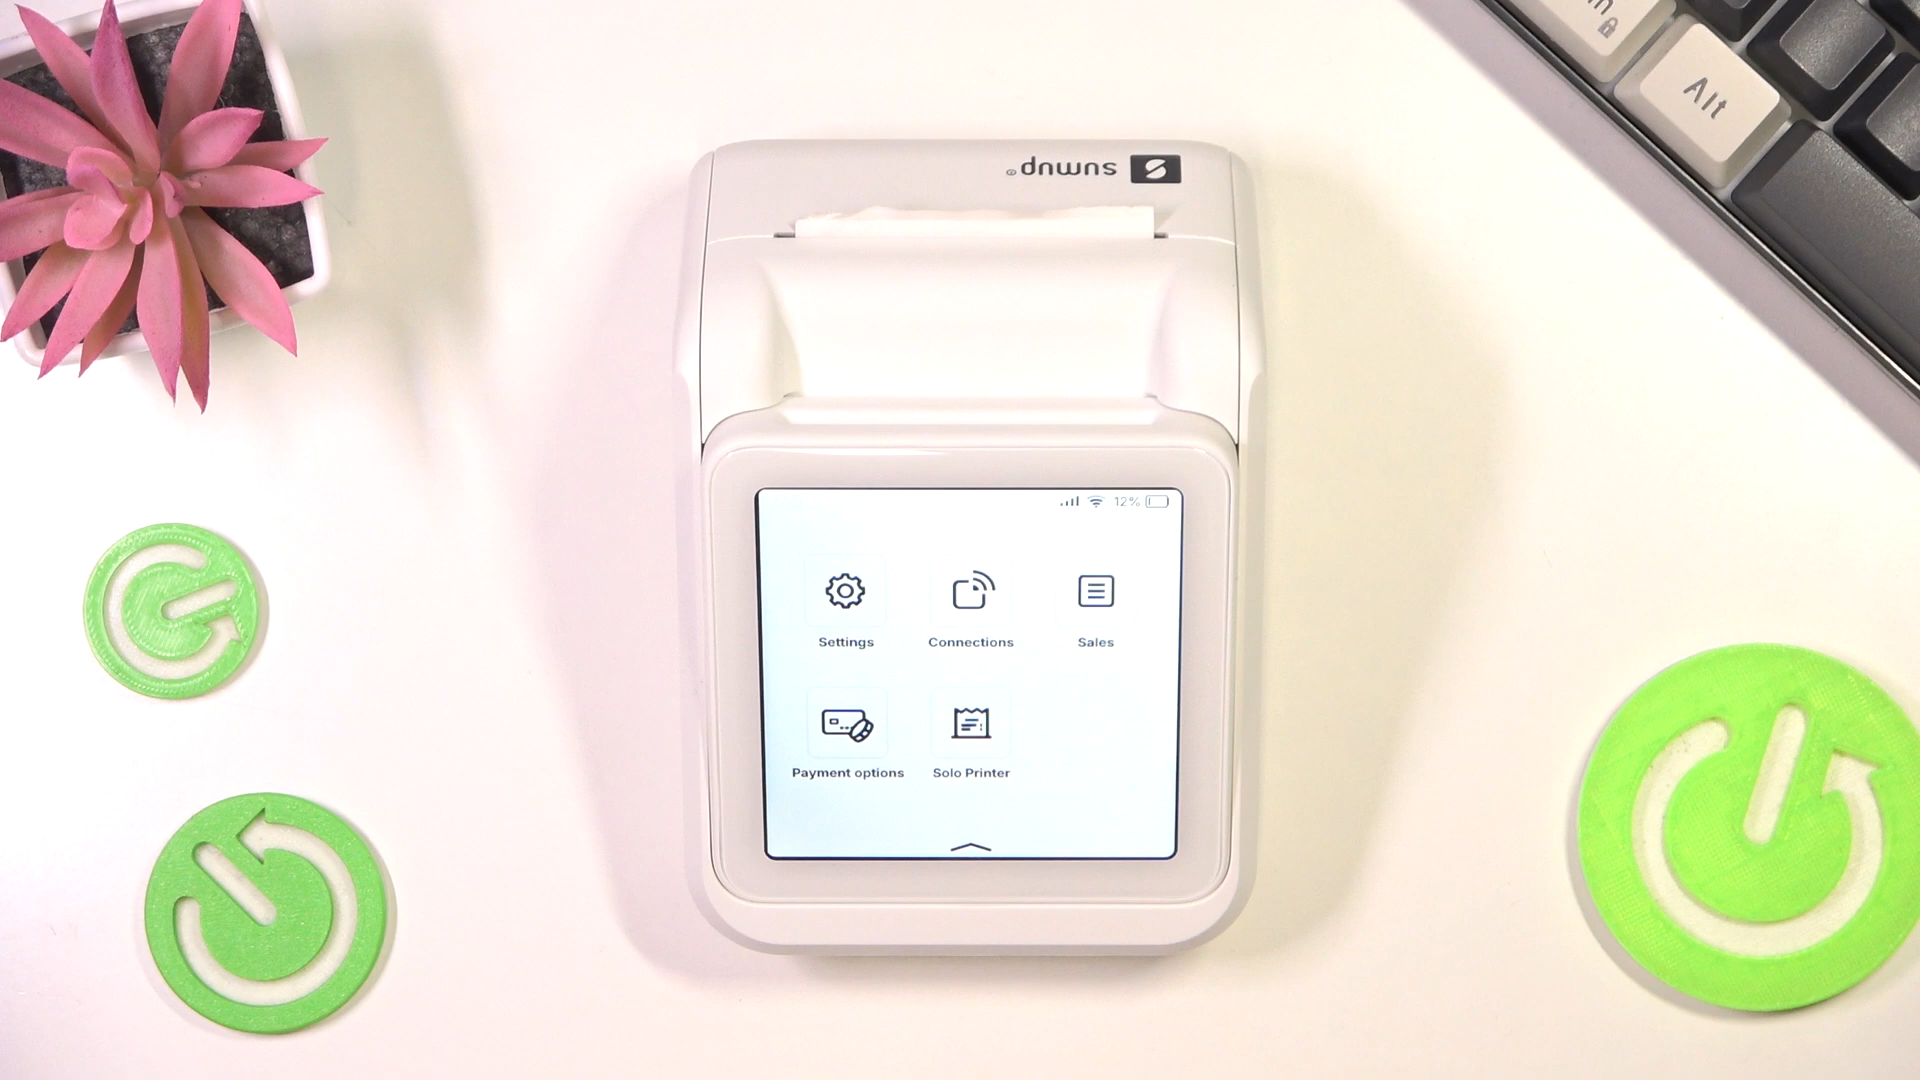 sumup®
Alt
12%
Settings
Connections
Sales
Payment options
Solo Printer